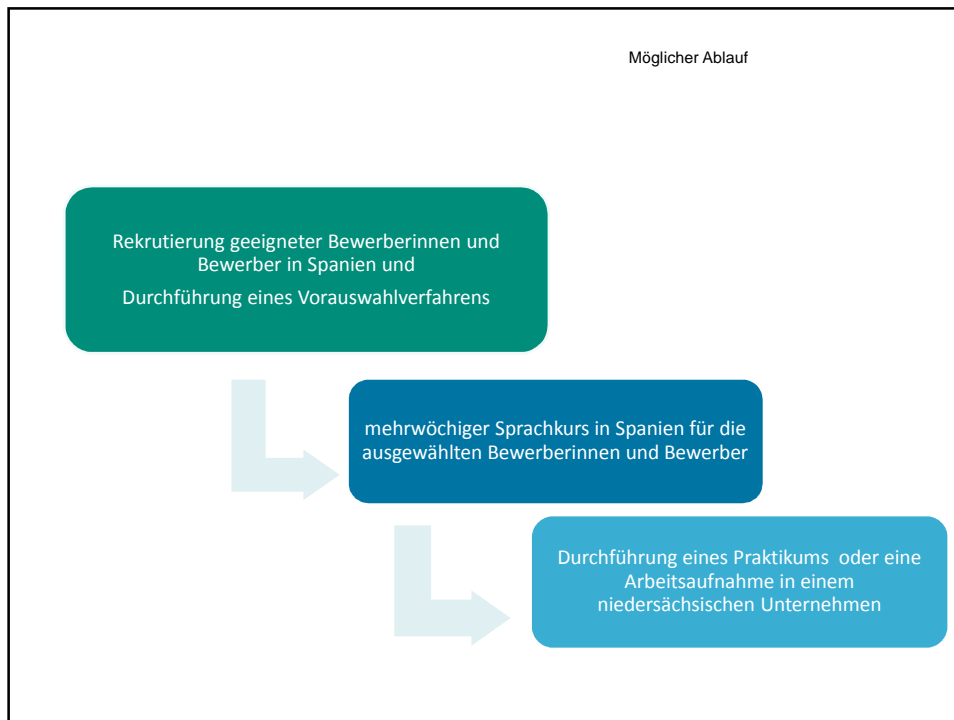 Möglicher Ablauf
Rekrutierung geeigneter Bewerberinnen und
Bewerber in Spanien und
Durchführung eines Vorauswahlverfahrens
mehrwöchiger Sprachkurs in Spanien für die
ausgewählten Bewerberinnen und Bewerber
Durchführung eines Praktikums oder eine
Arbeitsaufnahme in einem
niedersächsischen Unternehmen